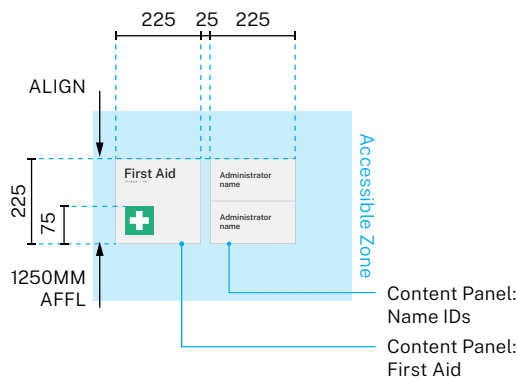 225 25 225
ALIGN
Accessible Zone
First Aid
Administrator
name
225
75
Administrator
name
1250MM
AFFL
Content Panel:
Name IDs
Content Panel:
First Aid